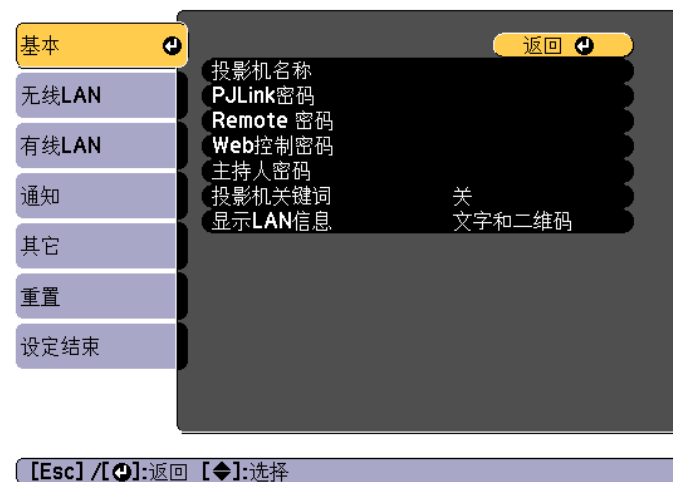 基本
无线LAN
有线LAN
通知
其它
重置
设定结束
返回
投影机名称
PJLink密码
Remote 密码
Web控制密码
主持人密码
投影机关键词 关
显示LAN信息 文字和二维码
[Esc] /[ ]:返回 [ ]:选择